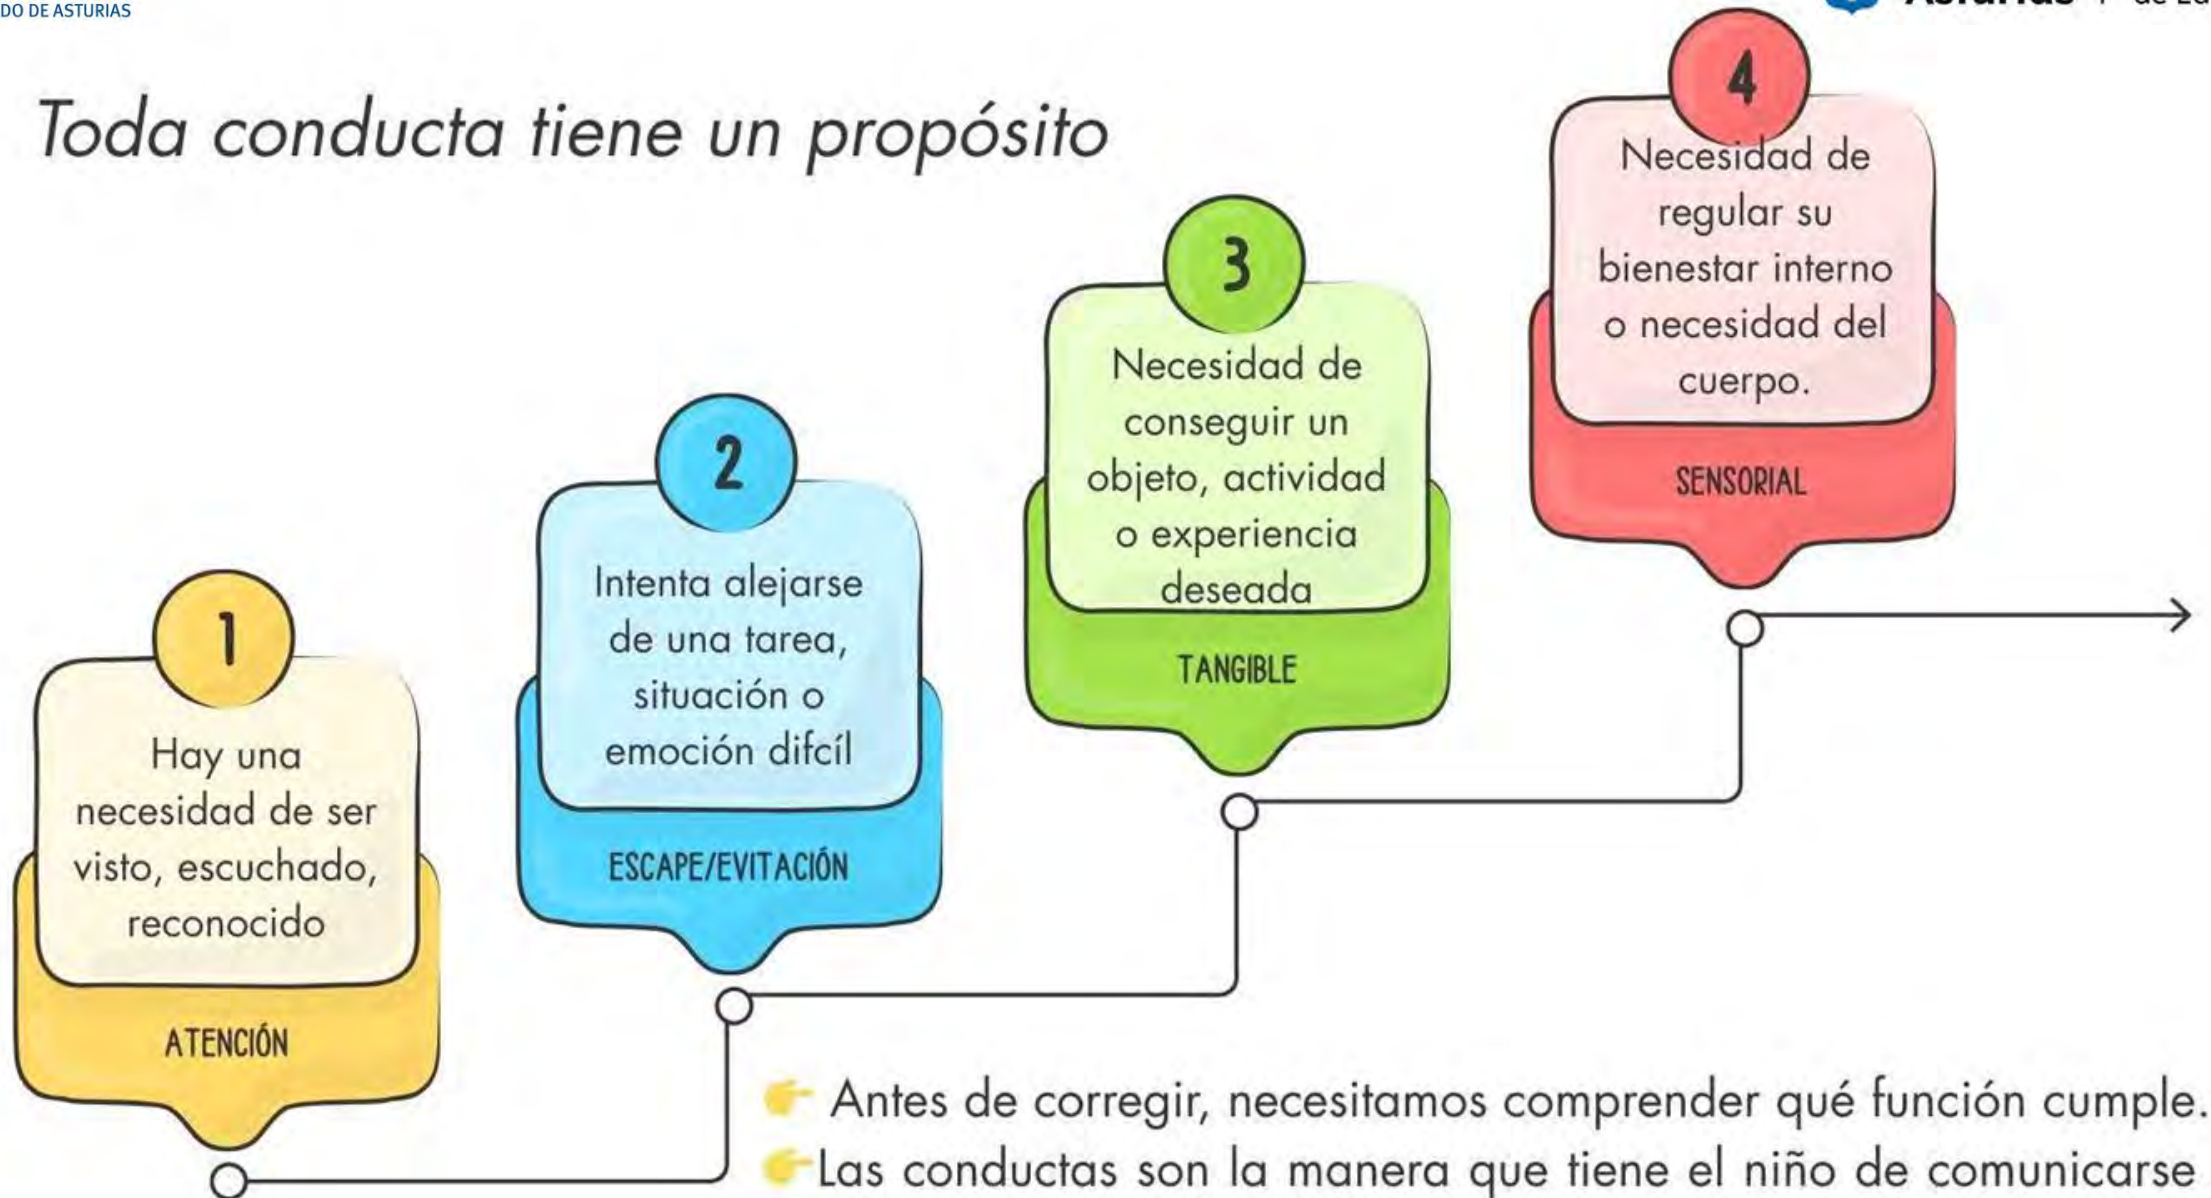 DO DE ASTURIAS
Asturias
de Ed
Toda conducta tiene un propósito
1
Hay una
necesidad de ser
visto, escuchado,
reconocido
ATENCIÓN
2
Intenta alejarse
de una tarea,
situación o
emoción difcíl
ESCAPE/EVITACIÓN
3
Necesidad de
conseguir un
objeto, actividad
o experiencia
deseada
TANGIBLE
4
Necesidad de
regular su
bienestar interno
o necesidad del
cuerpo.
SENSORIAL
Antes de corregir, necesitamos comprender qué función cumple.
Las conductas son la manera que tiene el niño de comunicarse